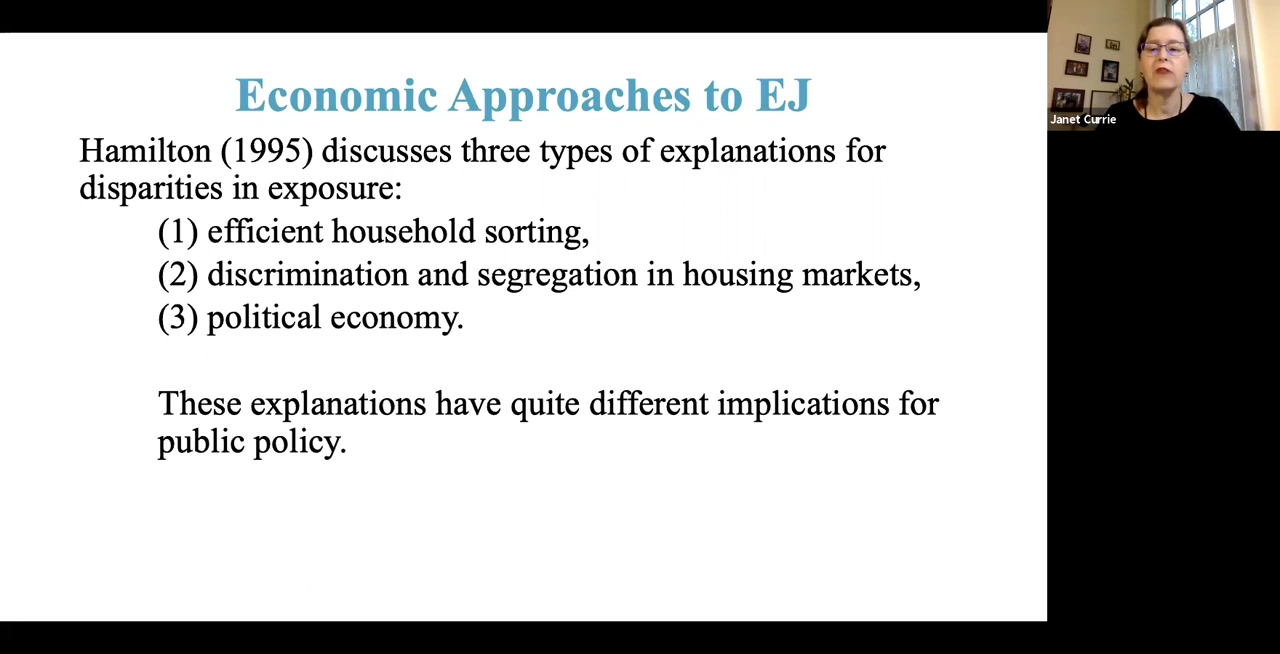 Economic Approaches to EJ
Hamilton (1995) discusses three types of explanations for
disparities in exposure:
(1) efficient household sorting,
(2) discrimination and segregation in housing markets,
(3) political economy.
These explanations have quite different implications for
public policy.
Janet Currie